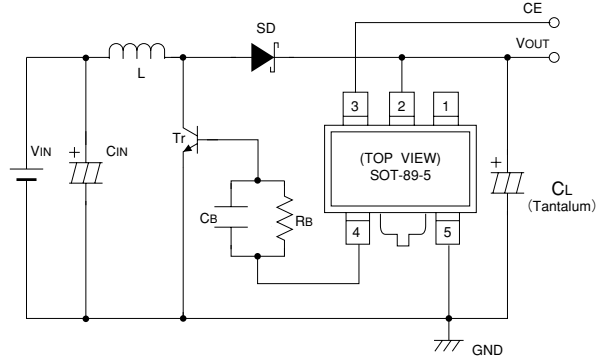 CE
SD
VOUT
L
3
2
1
Tr
VIN
+
CIN
(TOP VIEW)
SOT-89-5
+
CL
(Tantalum)
CB
RB
4
5
GND